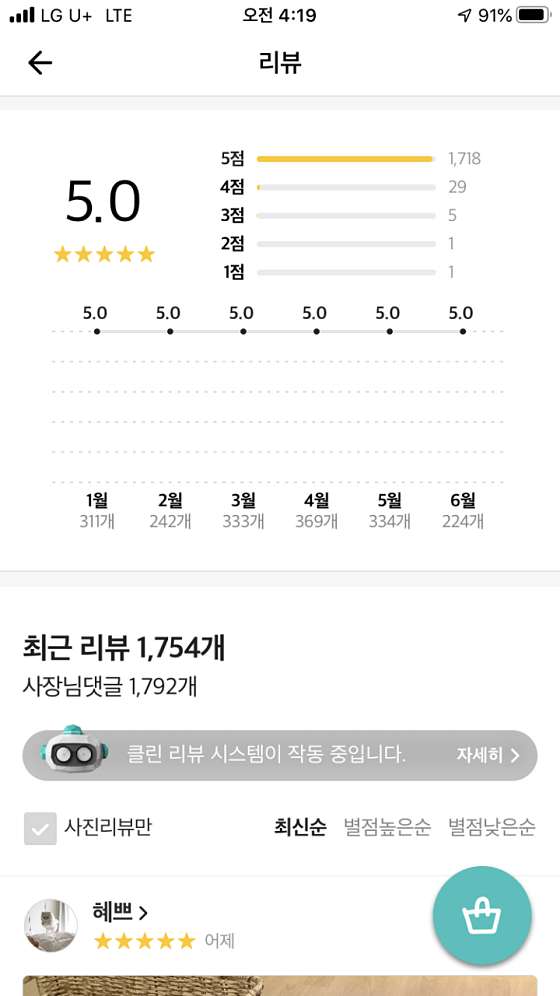 LG U+ LTE 오전 4:19 91%
리뷰
5.0
5점 1,718
4점 29
3점 5
2점 1
1점 1
5.0 5.0 5.0 5.0 5.0 5.0
1월 2월 3월 4월 5월 6월
311개 242개 333개 369개 334개 224개
최근 리뷰 1,754개
사장님댓글 1,792개
클린 리뷰 시스템이 작동 중입니다. 자세히
사진리뷰만 최신순 별점높은순 별점낮은순
혜쁘
어제